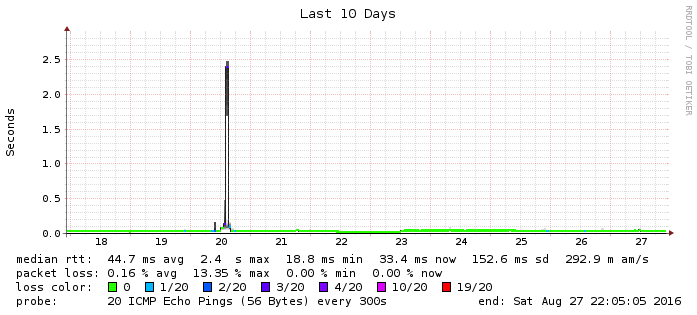 Last 10 Days
RRDTOOL / TOBI OETIKER
Seconds
2.5
2.0
1.5
1.0
0.5
0.0
18 19 20 21 22 23 24 25 26 27
median rtt: 44.7 ms avg 2.4 s max 18.8 ms min 33.4 ms now 152.6 ms sd 292.9 m am/s
packet loss: 0.16 % avg 13.35 % max 0.00 % min 0.00 % now
loss color: 0 1/20 2/20 3/20 4/20 10/20 19/20
probe: 20 ICMP Echo Pings (56 Bytes) every 300s end: Sat Aug 27 22:05:05 2016